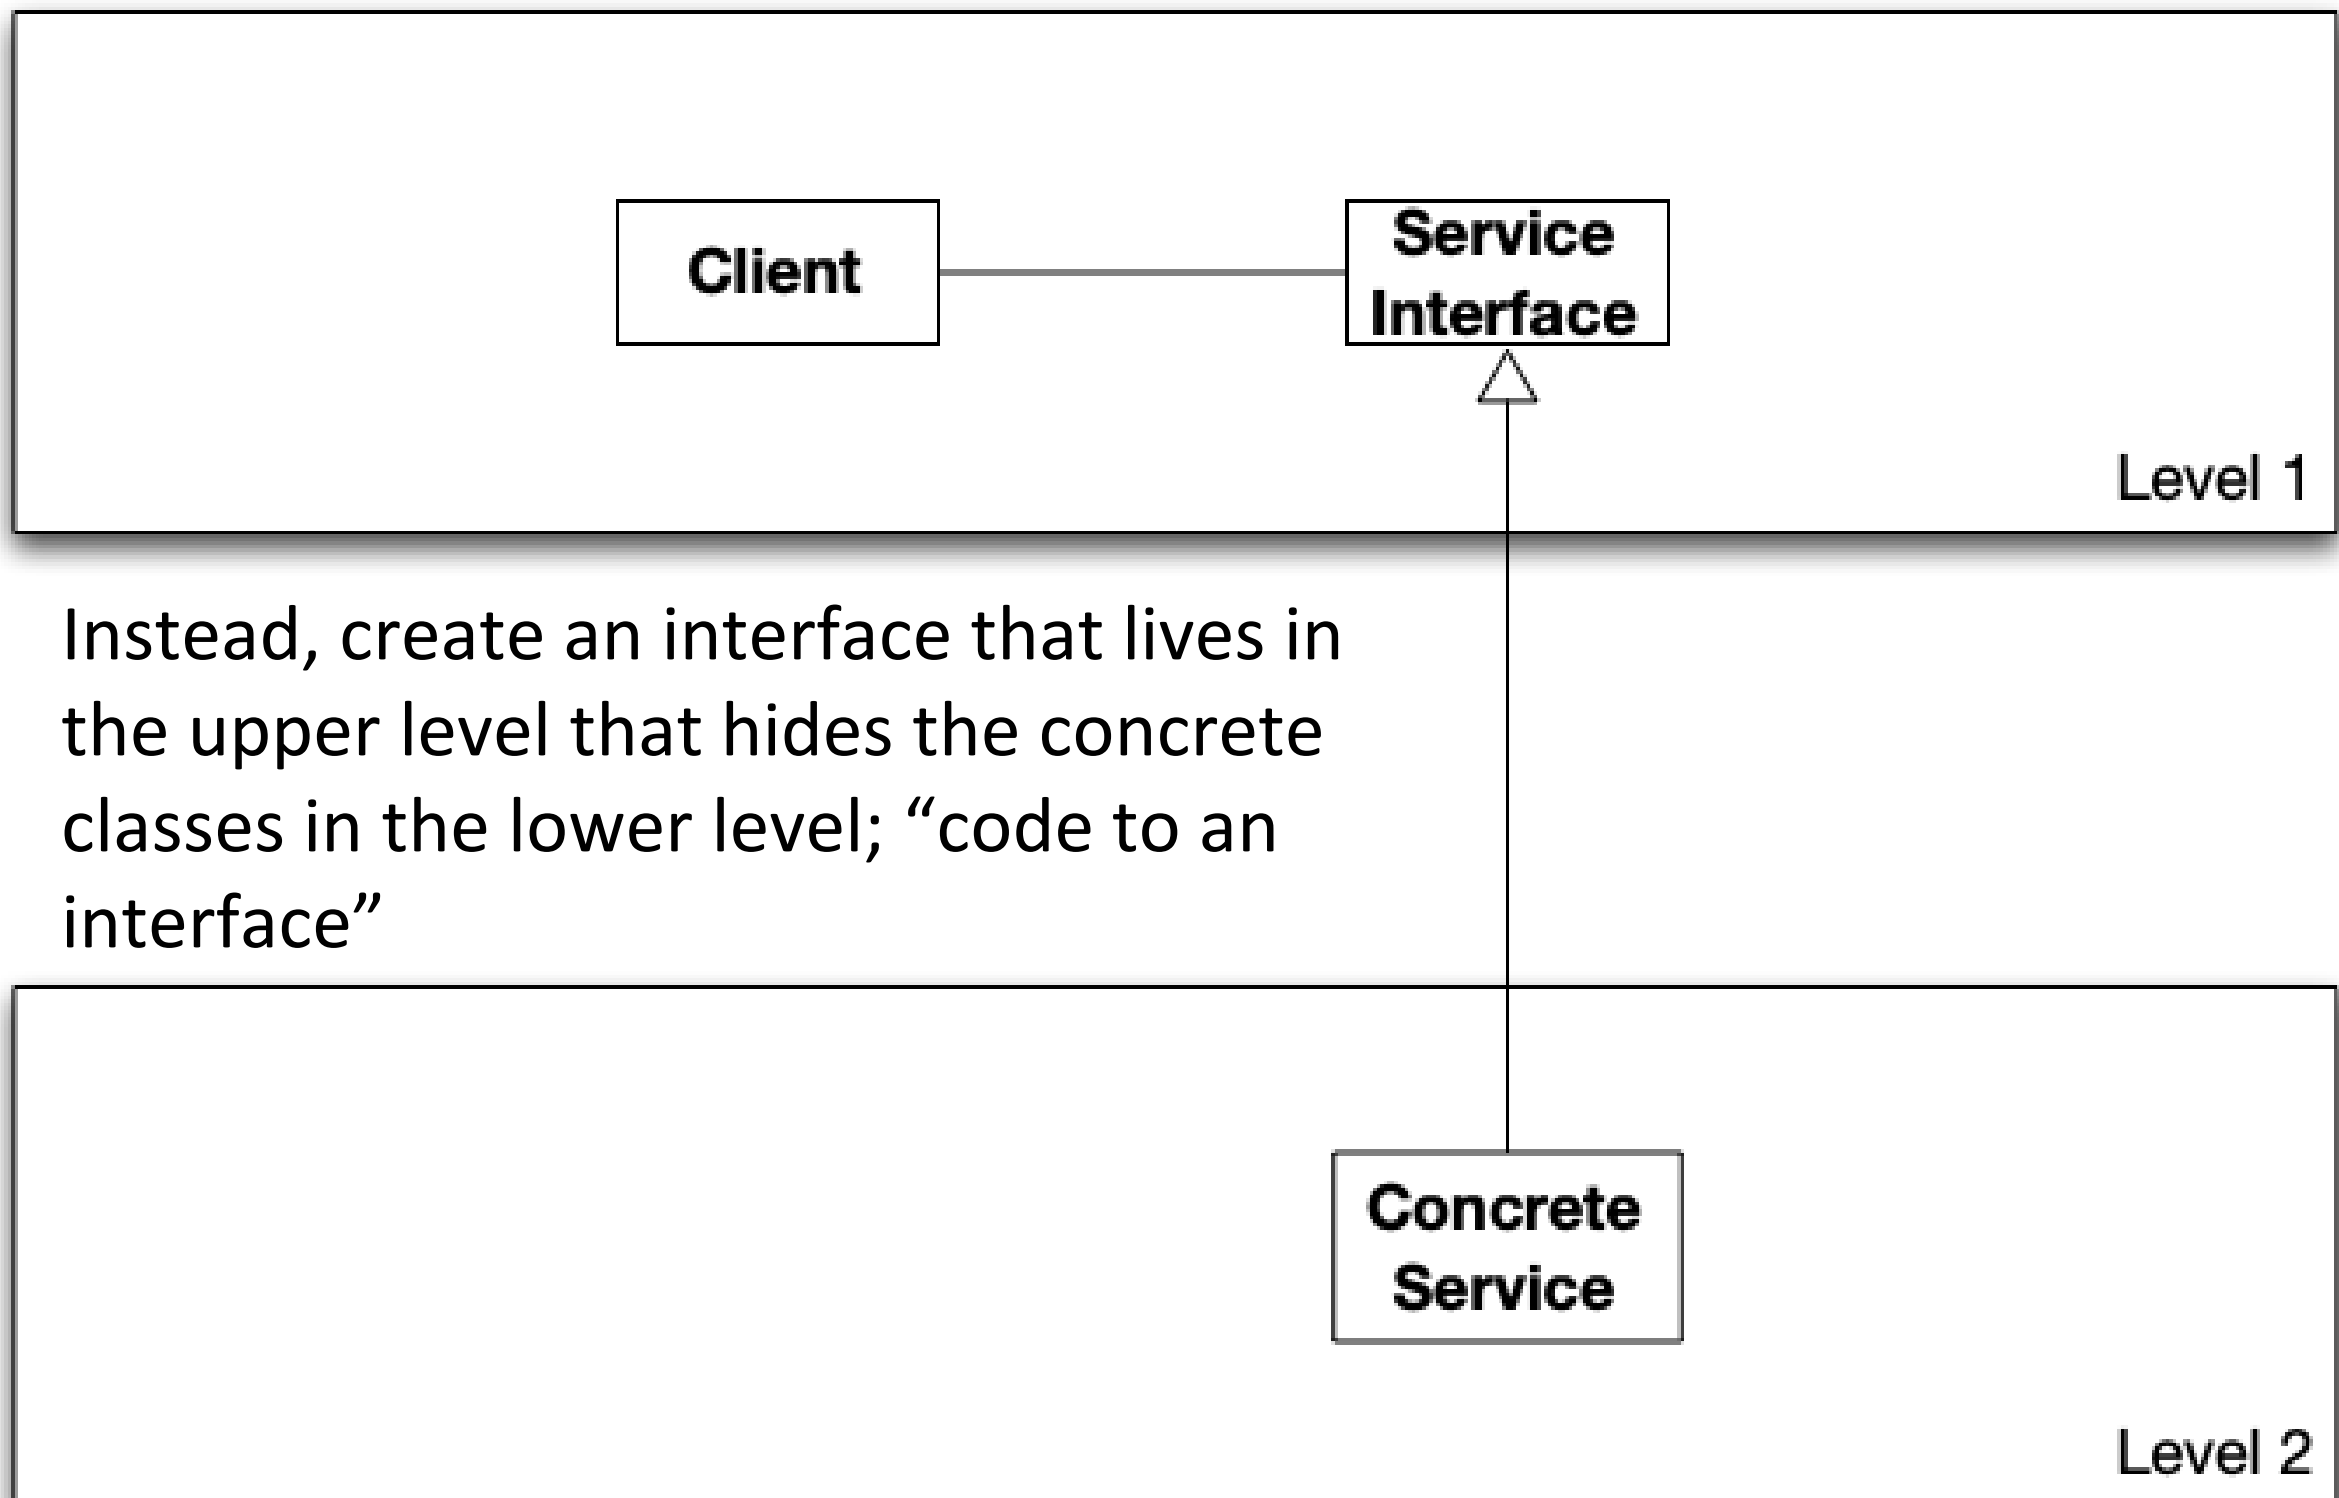 Client
Service
Interface
Level 1
Instead, create an interface that lives in
the upper level that hides the concrete
classes in the lower level; “code to an
interface”
Concrete
Service
Level 2